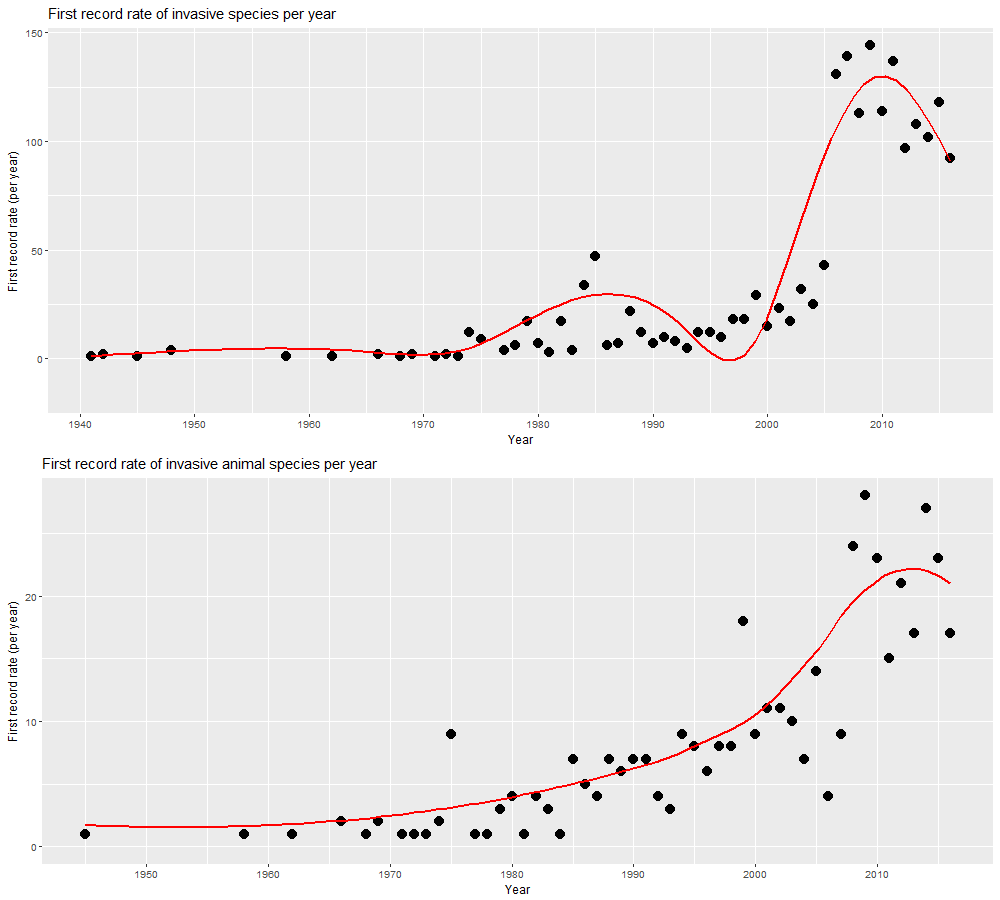 First record rate of invasive species per year
150
100
50
0
First record rate (per year)
1940 1950 1960 1970 1980 1990 2000 2010
Year
First record rate of invasive animal species per year
20
10
0
First record rate (per year)
1950 1960 1970 1980 1990 2000 2010
Year